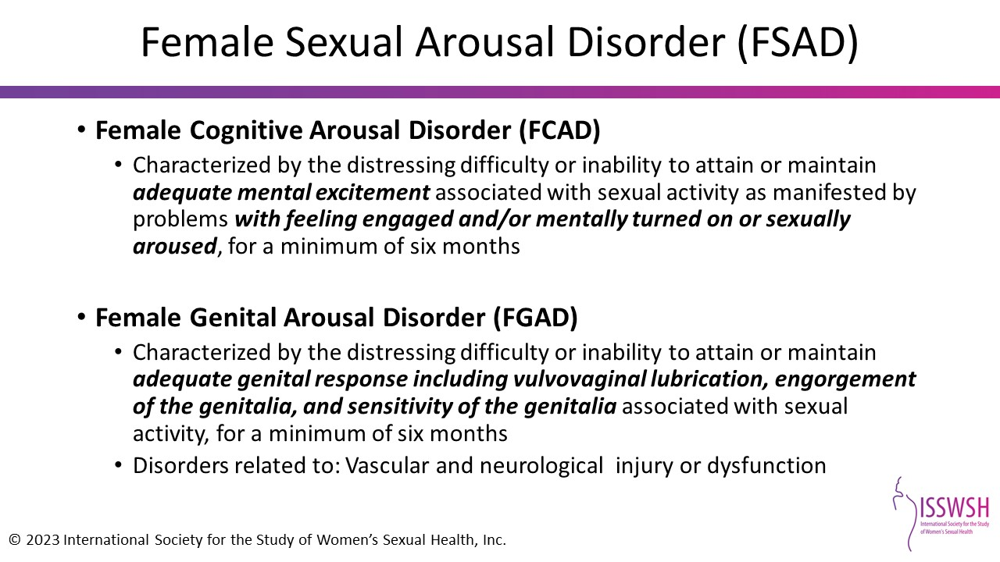 Female Sexual Arousal Disorder (FSAD)
• Female Cognitive Arousal Disorder (FCAD)
• Characterized by the distressing difficulty or inability to attain or maintain
adequate mental excitement associated with sexual activity as manifested by
problems with feeling engaged and/or mentally turned on or sexually
aroused, for a minimum of six months
• Female Genital Arousal Disorder (FGAD)
• Characterized by the distressing difficulty or inability to attain or maintain
adequate genital response including vulvovaginal lubrication, engorgement
of the genitalia, and sensitivity of the genitalia associated with sexual
activity, for a minimum of six months
• Disorders related to: Vascular and neurological  injury or dysfunction
ISSWSH
International Society for the Study
of Women's Sexual Health
© 2023 International Society for the Study of Women’s Sexual Health, Inc.